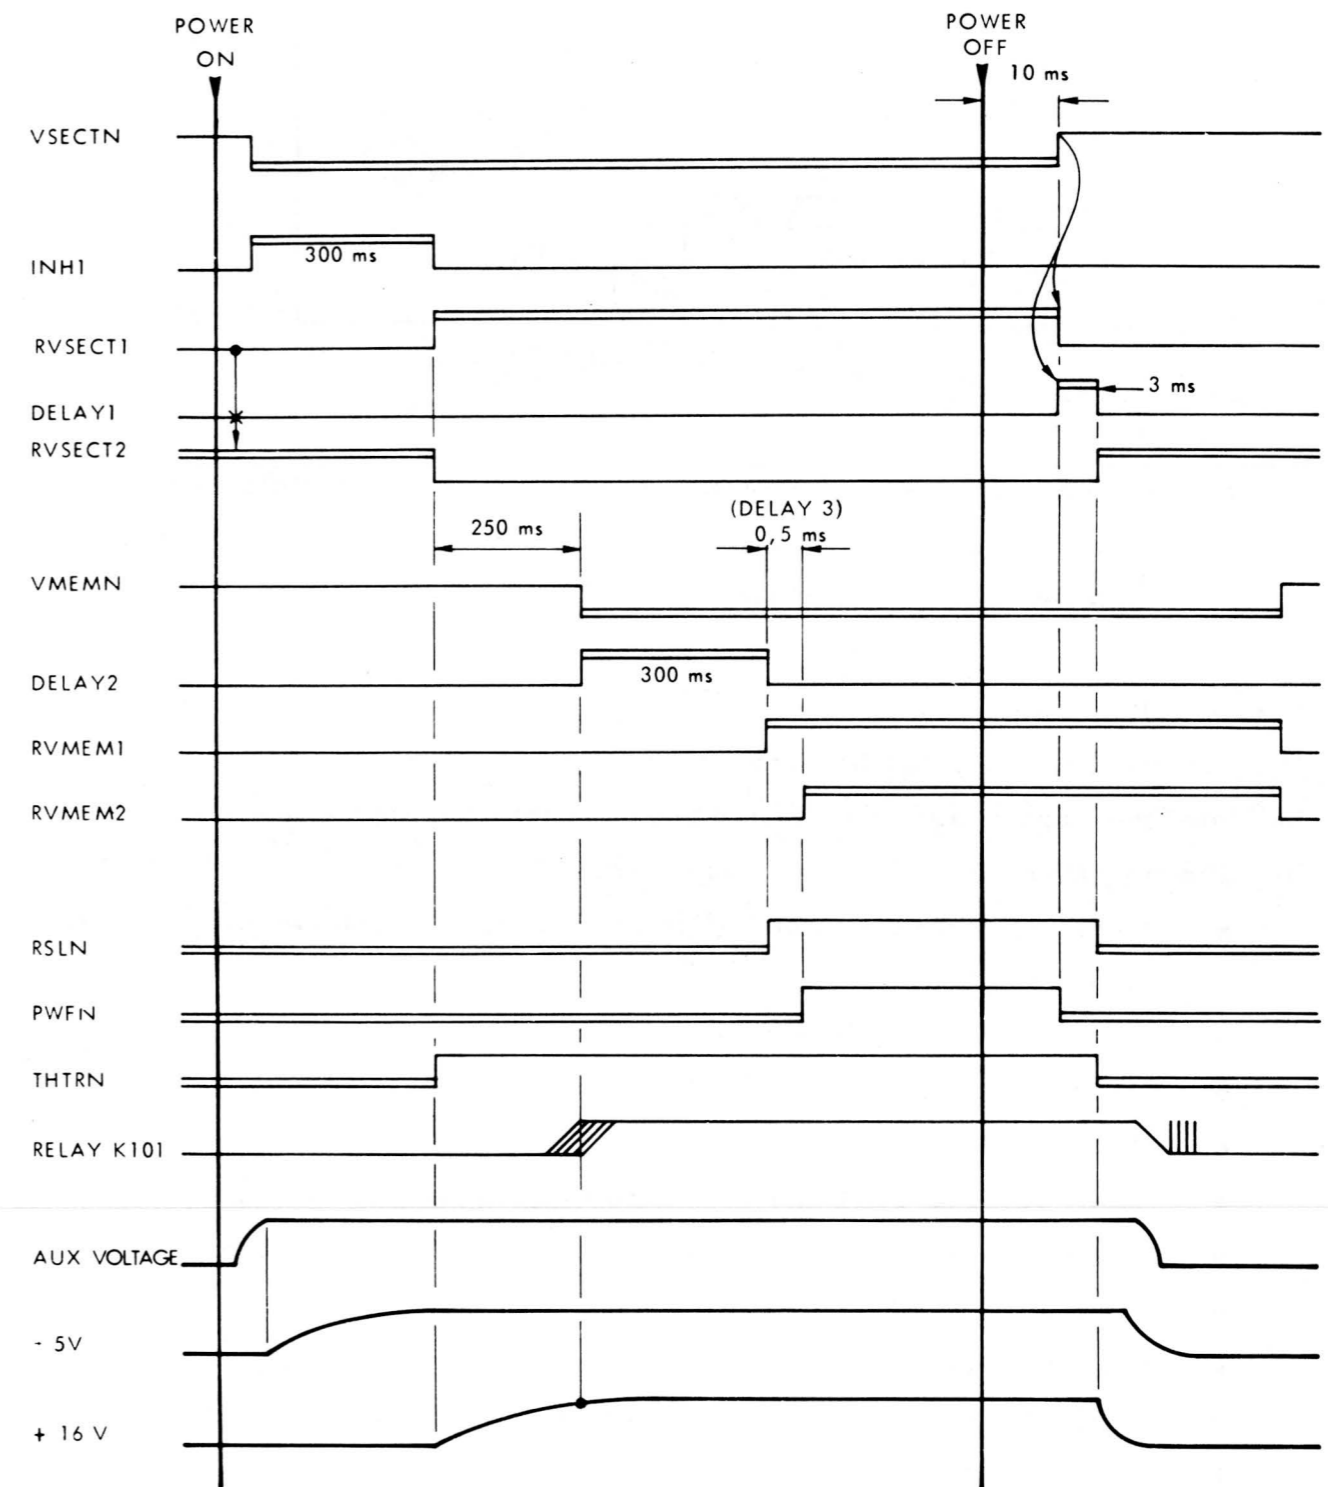 POWER
ON
POWER
OFF
10 ms
VSECTN
INH1
300 ms
RVSECT1
DELAY1
3 ms
RVSECT2
250 ms
(DELAY 3)
0,5 ms
VMEMN
DELAY2
300 ms
RVMEM1
RVMEM2
RSLN
PWFN
THTRN
RELAY K101
AUX VOLTAGE
- 5V
+ 16 V